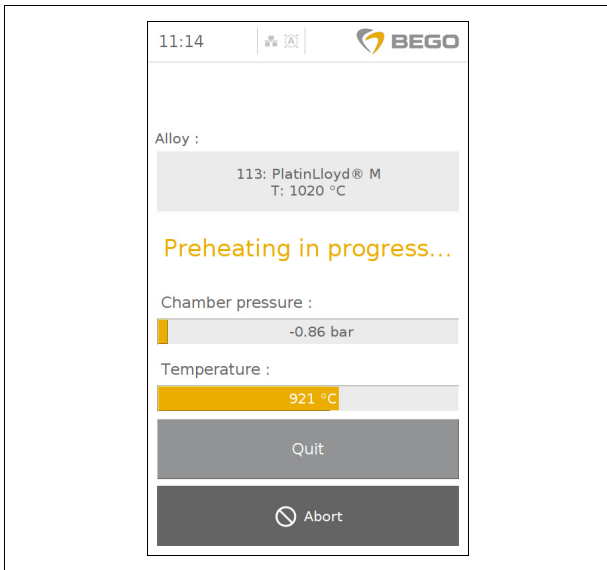 11:14
A
BEGO
Alloy :
113: PlatinLloyd® M
T: 1020 °C
Preheating in progress...
Chamber pressure :
-0.86 bar
Temperature :
921 °C
Quit
Abort